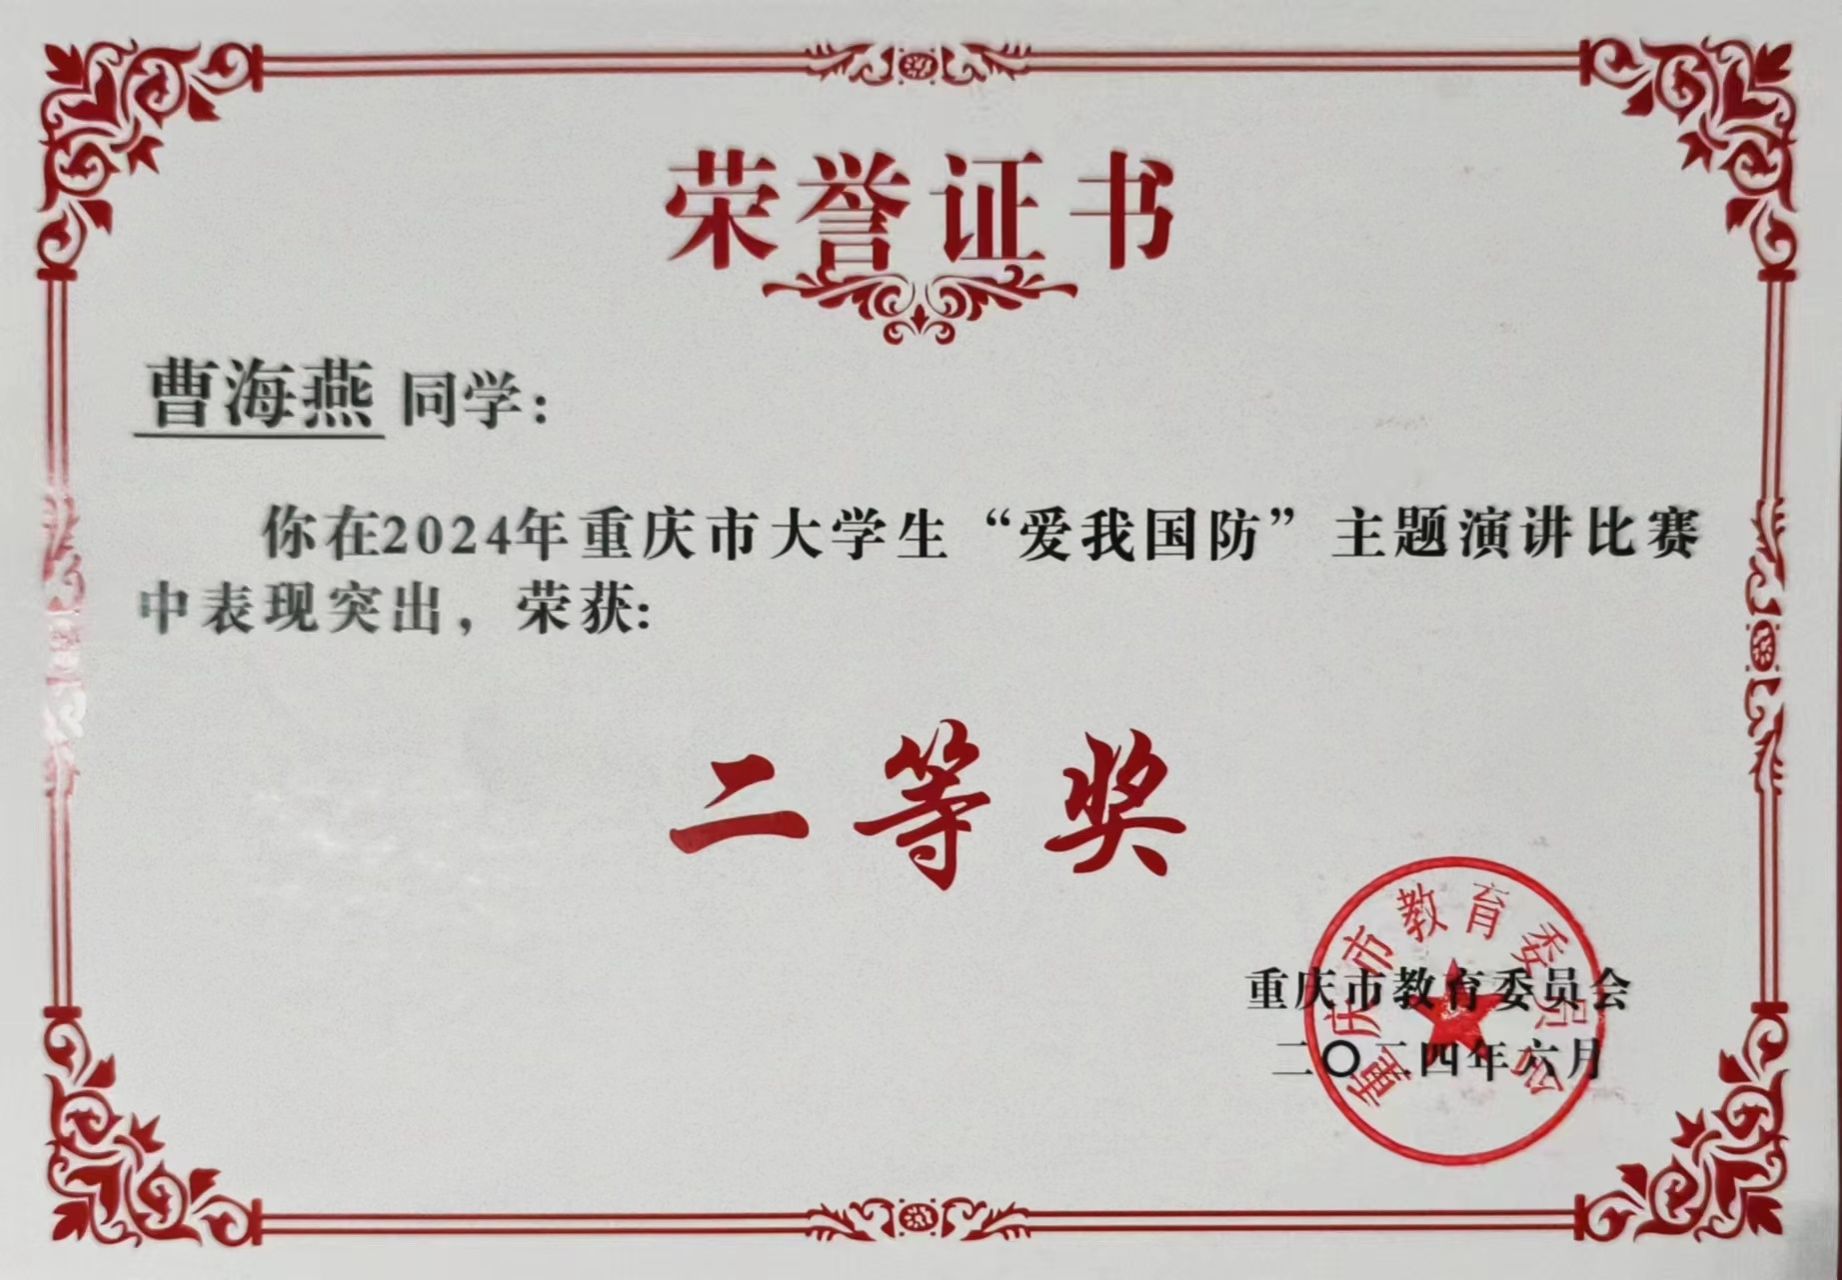 荣誉证书
曹海燕 同学：
你在2024年重庆市大学生“爱我国防”主题演讲比赛
中表现突出，荣获：
二等奖
重庆市教育委员会
二〇二四年六月
重庆市教育委员会